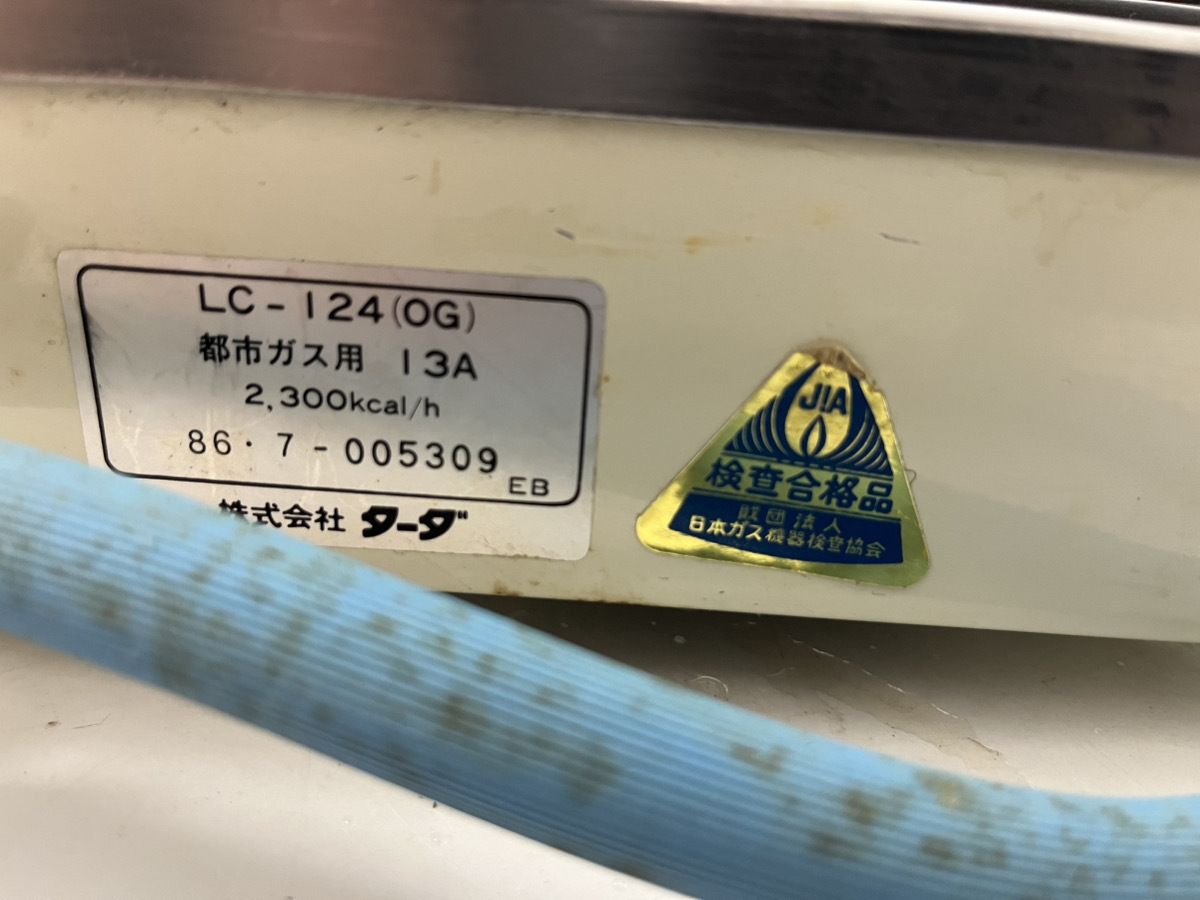 LC-124(OG)
都市ガス用 13A
2,300kcal/h
86・7-005309
EB
株式会社 タータ゛
JIA
検査合格品
財団法人
日本ガス機器検査協会